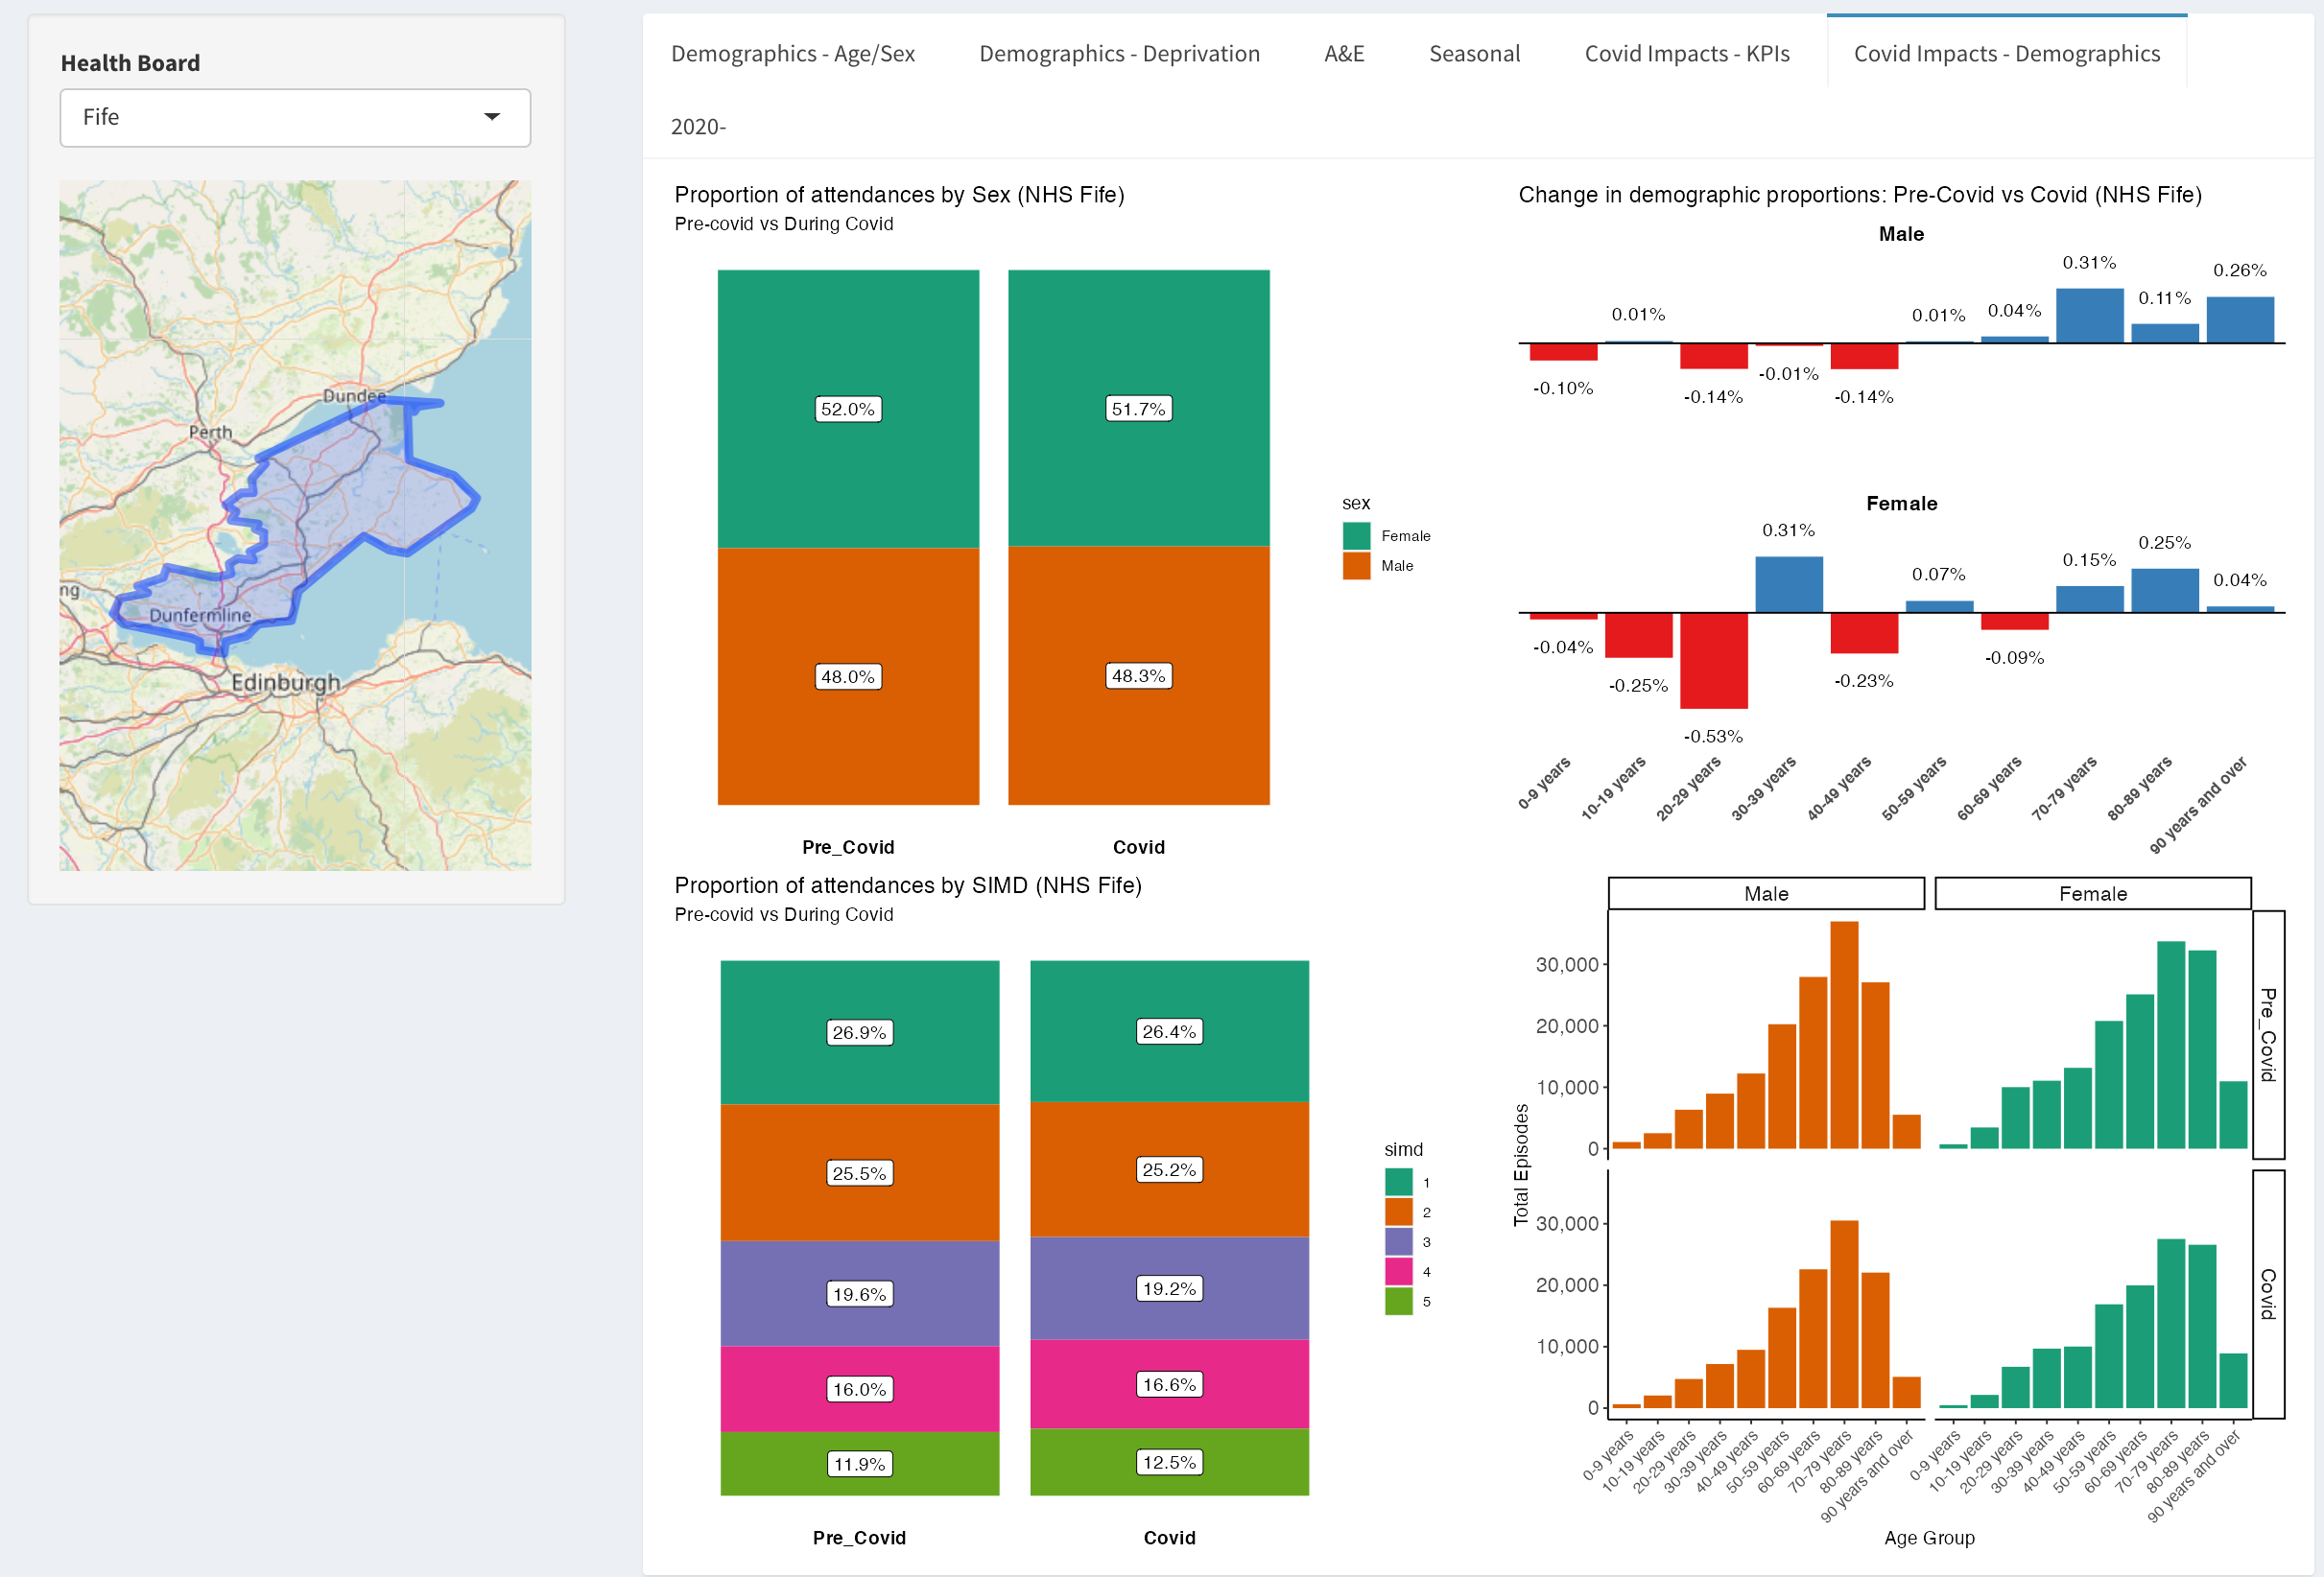 Health Board
Fife
Dundee
Perth
ng
Dunfermline
Edinburgh
Demographics - Age/Sex
Demographics - Deprivation
A&E
Seasonal
Covid Impacts - KPIs
Covid Impacts - Demographics
2020-
Proportion of attendances by Sex (NHS Fife)
Pre-covid vs During Covid
52.0%
51.7%
48.0%
48.3%
Pre_Covid
Covid
sex
Female
Male
Change in demographic proportions: Pre-Covid vs Covid (NHS Fife)
Male
-0.10%
0.01%
-0.14%
-0.01%
-0.14%
0.01%
0.04%
0.31%
0.11%
0.26%
Female
-0.04%
-0.25%
-0.53%
0.31%
-0.23%
0.07%
-0.09%
0.15%
0.25%
0.04%
0-9 years
10-19 years
20-29 years
30-39 years
40-49 years
50-59 years
60-69 years
70-79 years
80-89 years
90 years and over
Proportion of attendances by SIMD (NHS Fife)
Pre-covid vs During Covid
26.9%
26.4%
25.5%
25.2%
19.6%
19.2%
16.0%
16.6%
11.9%
12.5%
Pre_Covid
Covid
simd
1
2
3
4
5
Male
Female
Pre_Covid
Covid
Total Episodes
30,000
20,000
10,000
0
30,000
20,000
10,000
0
0-9 years
10-19 years
20-29 years
30-39 years
40-49 years
50-59 years
60-69 years
70-79 years
80-89 years
90 years and over
0-9 years
10-19 years
20-29 years
30-39 years
40-49 years
50-59 years
60-69 years
70-79 years
80-89 years
90 years and over
Age Group